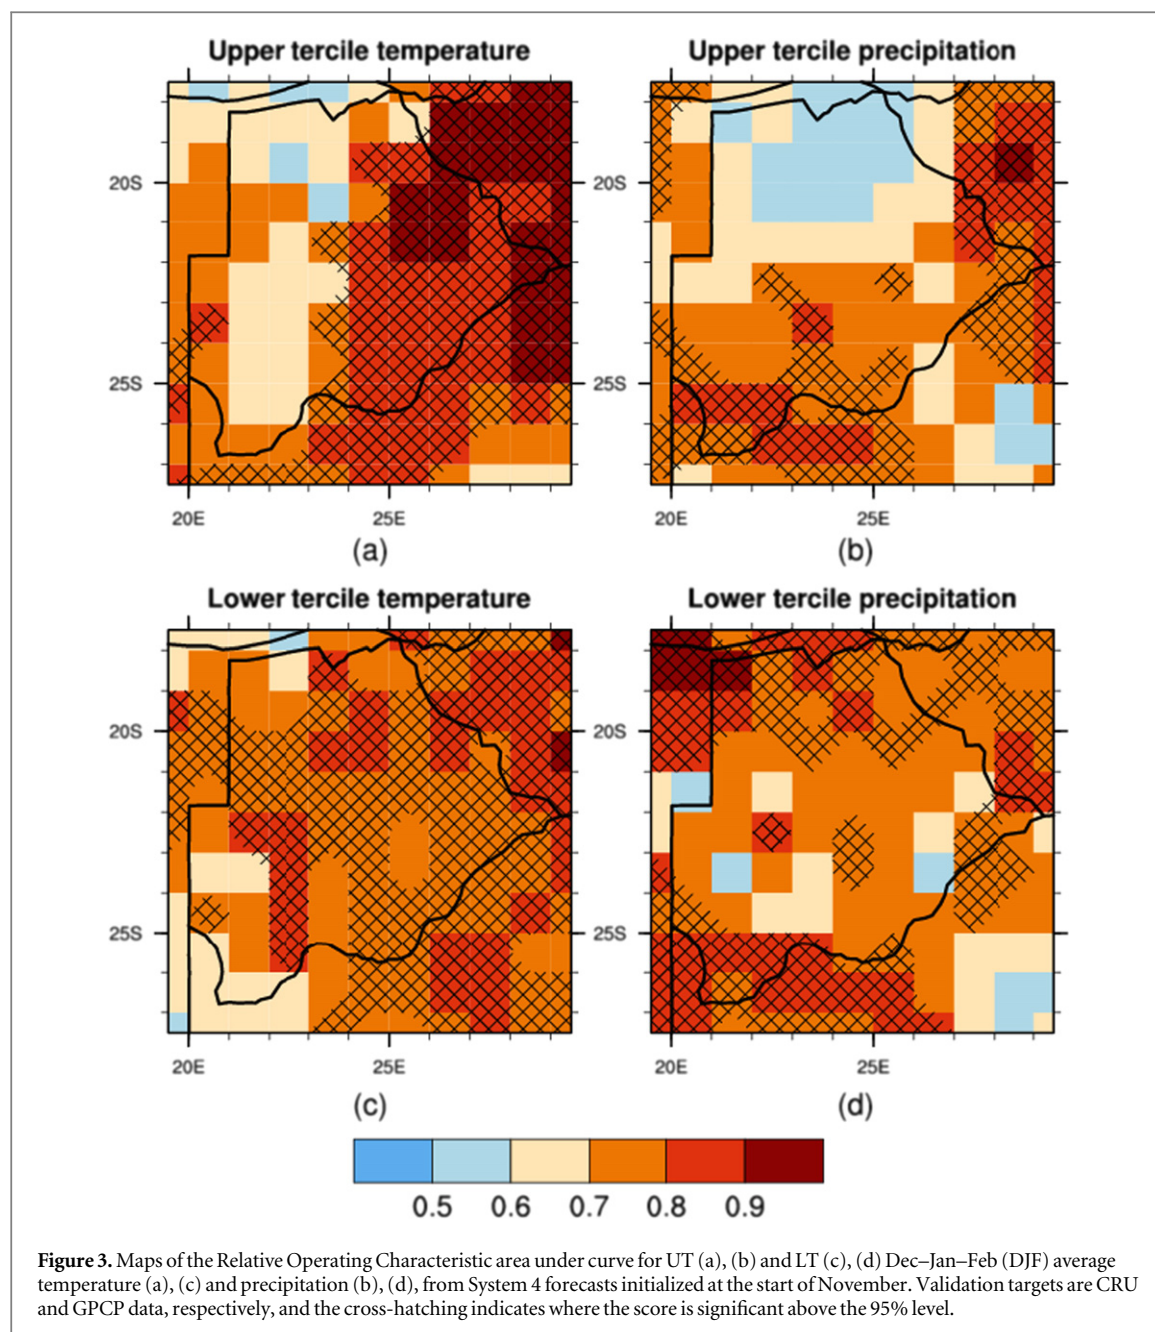 Upper tercile temperature
Upper tercile precipitation
20S
20S
25S
25S
20E
25E
20E
25E
(a)
(b)
Lower tercile temperature
Lower tercile precipitation
20S
20S
25S
25S
20E
25E
20E
25E
(c)
(d)
0.5
0.6
0.7
0.8
0.9
Figure 3. Maps of the Relative Operating Characteristic area under curve for UT (a), (b) and LT (c), (d) Dec–Jan–Feb (DJF) average
temperature (a), (c) and precipitation (b), (d), from System 4 forecasts initialized at the start of November. Validation targets are CRU
and GPCP data, respectively, and the cross-hatching indicates where the score is significant above the 95% level.